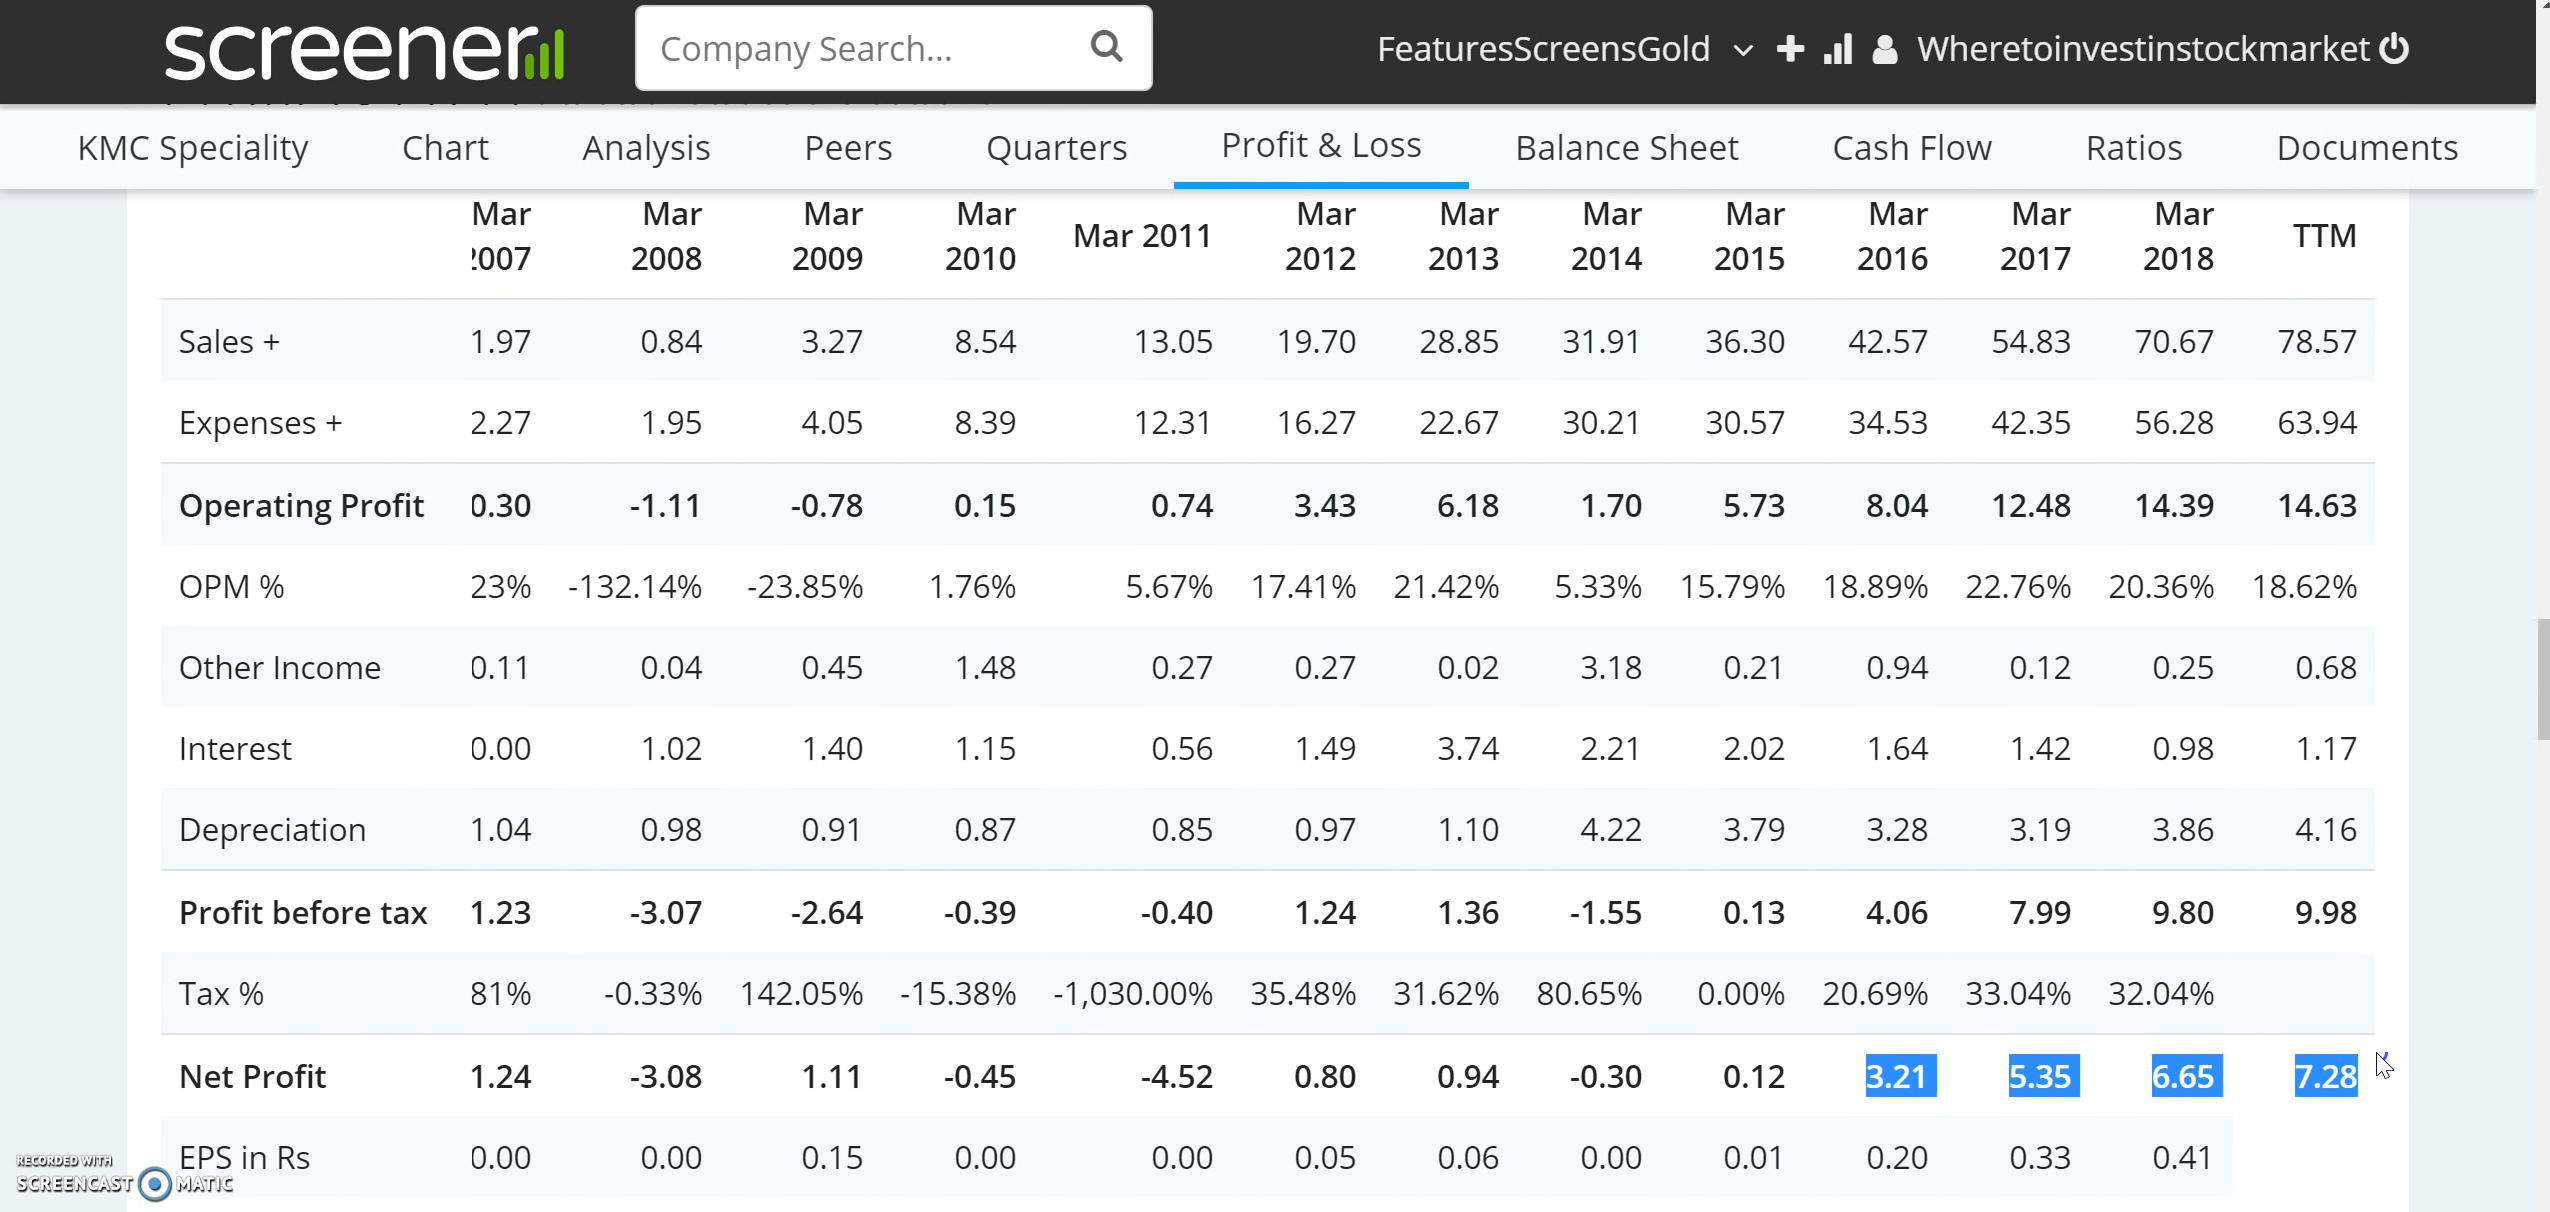 screener
Company Search...
FeaturesScreensGold
Wheretoinvestinstockmarket
KMC Speciality Chart Analysis Peers Quarters Profit & Loss Balance Sheet Cash Flow Ratios Documents
Mar 2007 Mar 2008 Mar 2009 Mar 2010 Mar 2011 Mar 2012 Mar 2013 Mar 2014 Mar 2015 Mar 2016 Mar 2017 Mar 2018 TTM
Sales + 1.97 0.84 3.27 8.54 13.05 19.70 28.85 31.91 36.30 42.57 54.83 70.67 78.57
Expenses + 2.27 1.95 4.05 8.39 12.31 16.27 22.67 30.21 30.57 34.53 42.35 56.28 63.94
Operating Profit 0.30 -1.11 -0.78 0.15 0.74 3.43 6.18 1.70 5.73 8.04 12.48 14.39 14.63
OPM % 23% -132.14% -23.85% 1.76% 5.67% 17.41% 21.42% 5.33% 15.79% 18.89% 22.76% 20.36% 18.62%
Other Income 0.11 0.04 0.45 1.48 0.27 0.27 0.02 3.18 0.21 0.94 0.12 0.25 0.68
Interest 0.00 1.02 1.40 1.15 0.56 1.49 3.74 2.21 2.02 1.64 1.42 0.98 1.17
Depreciation 1.04 0.98 0.91 0.87 0.85 0.97 1.10 4.22 3.79 3.28 3.19 3.86 4.16
Profit before tax 1.23 -3.07 -2.64 -0.39 -0.40 1.24 1.36 -1.55 0.13 4.06 7.99 9.80 9.98
Tax % 81% -0.33% 142.05% -15.38% -1,030.00% 35.48% 31.62% 80.65% 0.00% 20.69% 33.04% 32.04%
Net Profit 1.24 -3.08 1.11 -0.45 -4.52 0.80 0.94 -0.30 0.12 3.21 5.35 6.65 7.28
EPS in Rs 0.00 0.00 0.15 0.00 0.00 0.05 0.06 0.00 0.01 0.20 0.33 0.41
RECORDED WITH
SCREENCAST MATIC